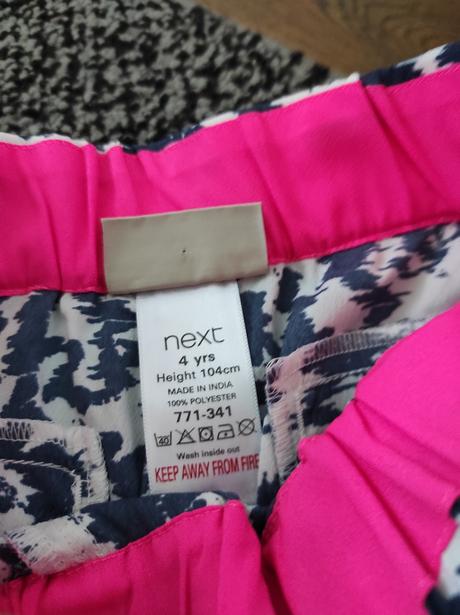 next
4 yrs
Height 104cm
MADE IN INDIA
100% POLYESTER
771-341
40
Wash inside out
KEEP AWAY FROM FIRE